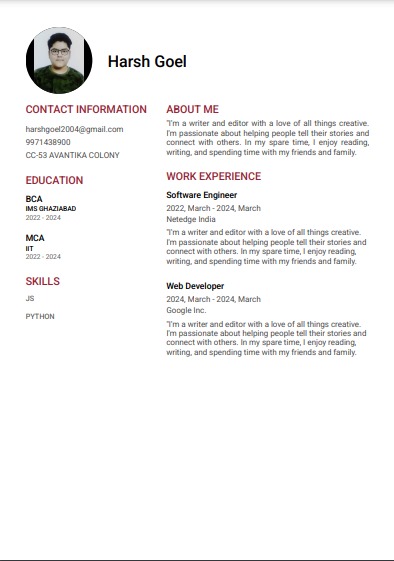 Harsh Goel
CONTACT INFORMATION
harshgoel2004@gmail.com
9971438900
CC-53 AVANTIKA COLONY
EDUCATION
BCA
IMS GHAZIABAD
2022 - 2024
MCA
IIT
2022 - 2024
SKILLS
JS
PYTHON
ABOUT ME
"I'm a writer and editor with a love of all things creative.
I'm passionate about helping people tell their stories and
connect with others. In my spare time, I enjoy reading,
writing, and spending time with my friends and family.
WORK EXPERIENCE
Software Engineer
2022, March - 2024, March
Netedge India
"I'm a writer and editor with a love of all things creative.
I'm passionate about helping people tell their stories and
connect with others. In my spare time, I enjoy reading,
writing, and spending time with my friends and family.
Web Developer
2024, March - 2024, March
Google Inc.
"I'm a writer and editor with a love of all things creative.
I'm passionate about helping people tell their stories and
connect with others. In my spare time, I enjoy reading,
writing, and spending time with my friends and family.